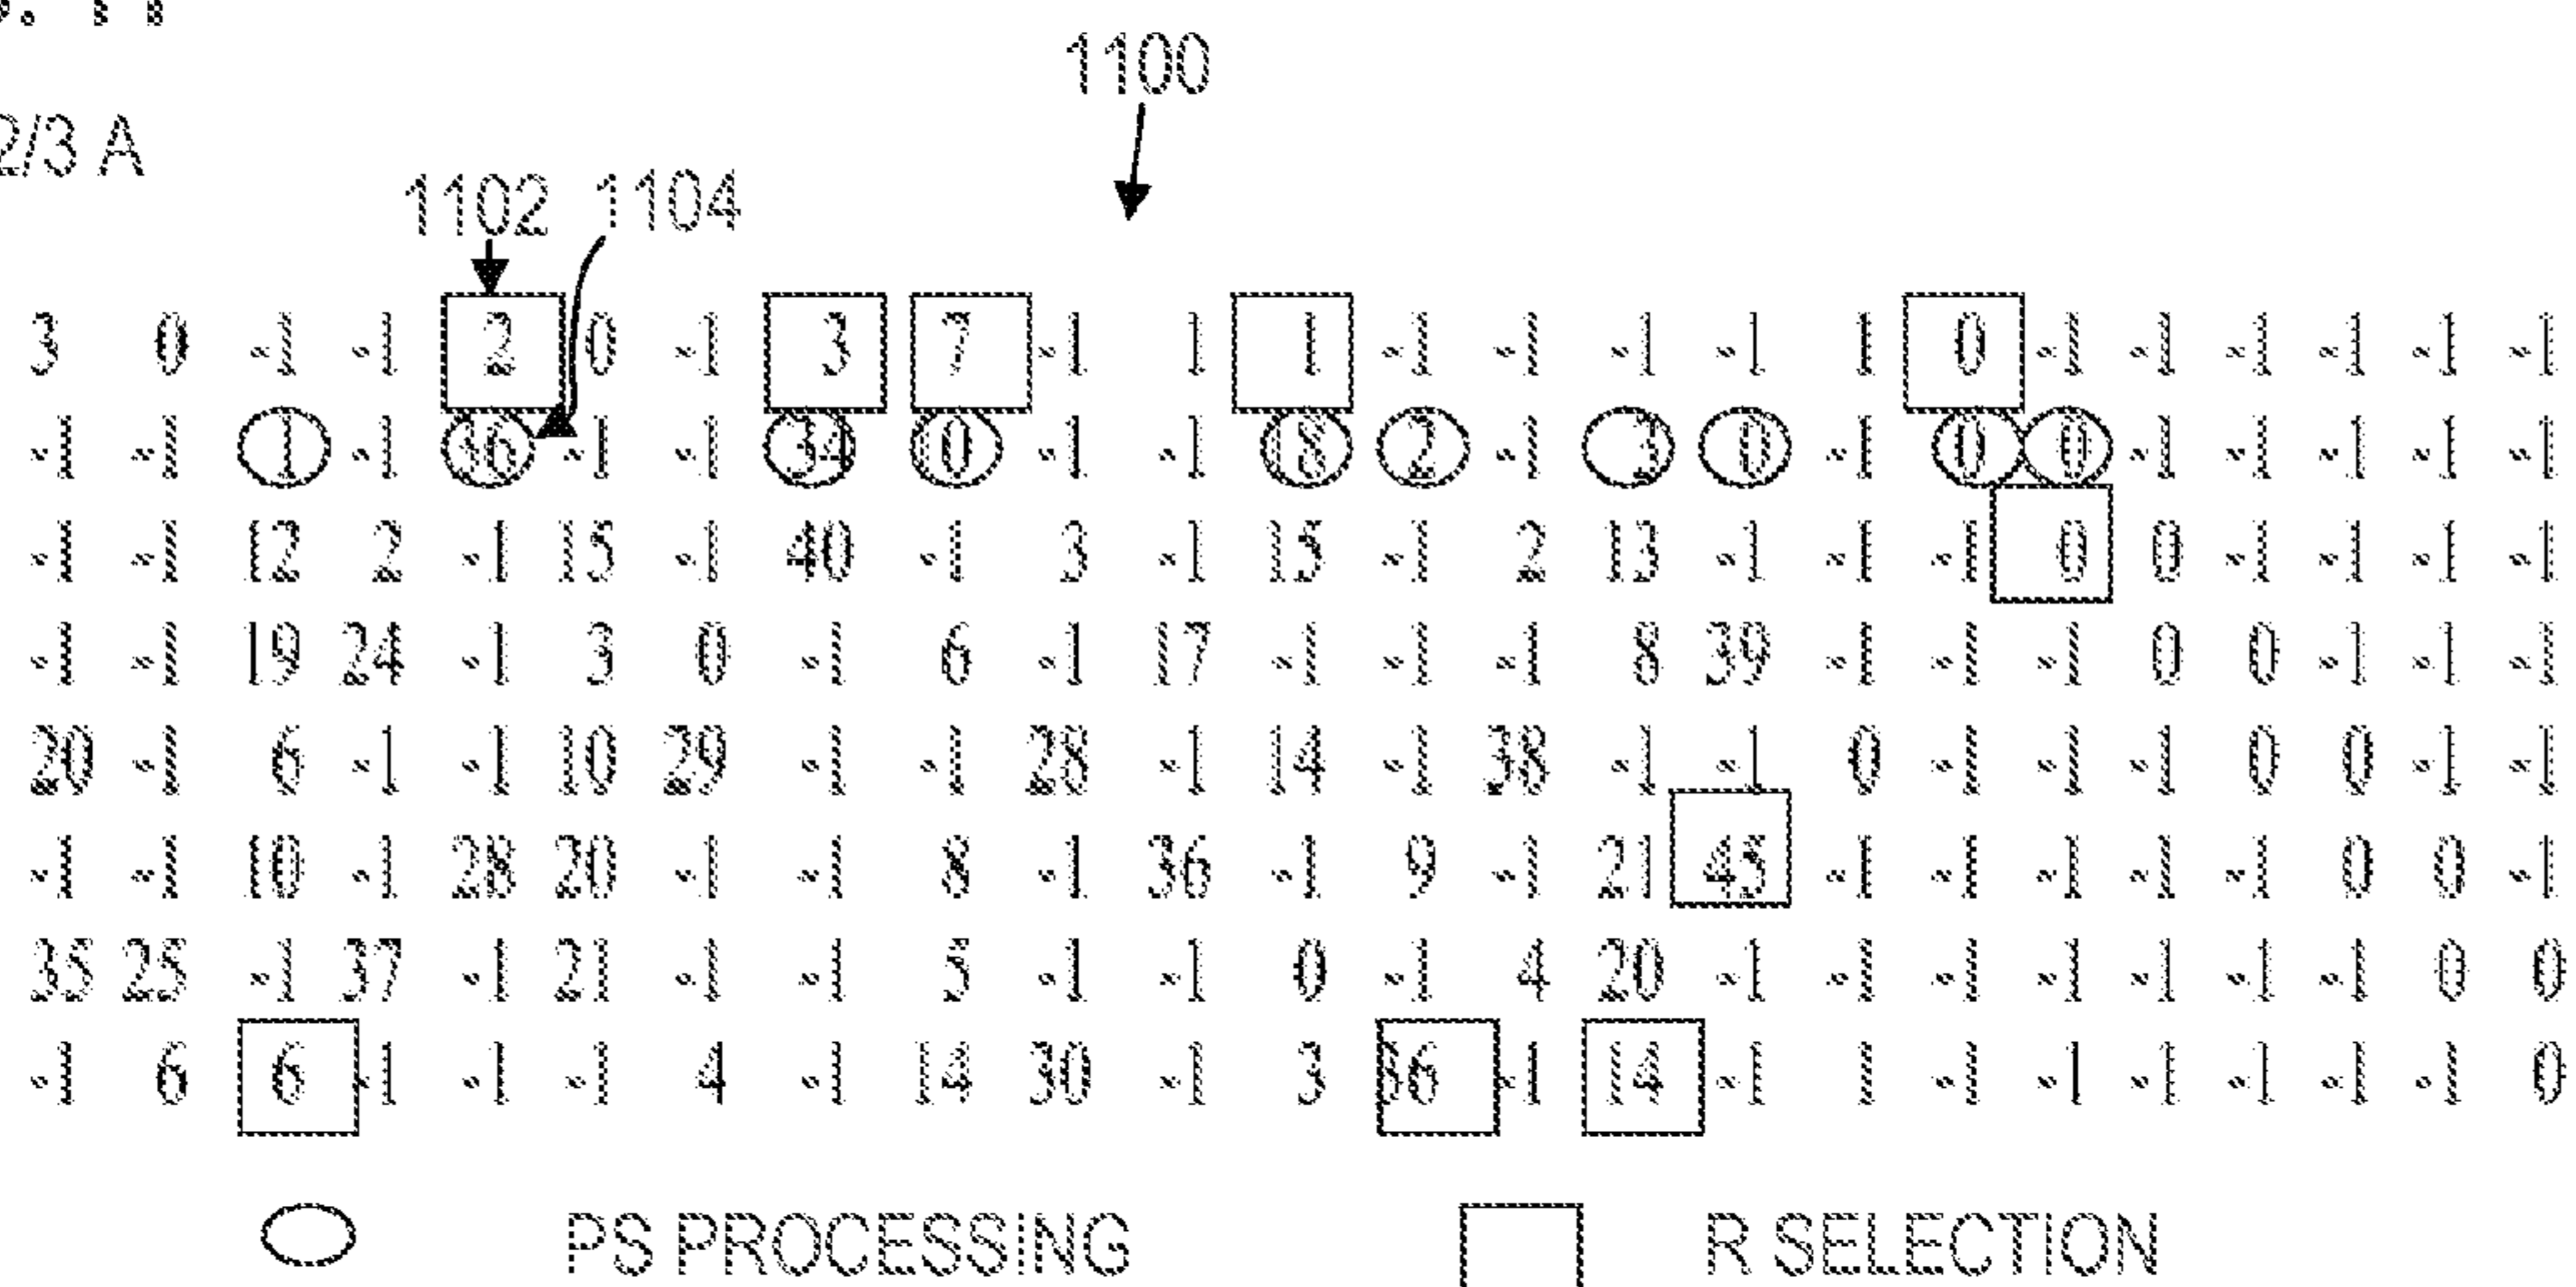 1100
2/3 A
1102 1104
3 0 -1 -1 2 0 -1 3 7 -1 1 1 -1 -1 -1 -1 1 0 -1 -1 -1 -1 -1 -1
-1 -1 1 -1 36 -1 -1 34 10 -1 -1 18 2 -1 3 0 -1 0 0 -1 -1 -1 -1 -1
-1 -1 12 2 -1 15 -1 40 -1 3 -1 15 -1 2 13 -1 -1 -1 0 0 -1 -1 -1 -1
-1 -1 19 24 -1 3 0 -1 6 -1 17 -1 -1 -1 8 39 -1 -1 -1 0 0 -1 -1 -1
20 -1 6 -1 -1 10 29 -1 -1 28 -1 14 -1 38 -1 -1 0 -1 -1 -1 0 0 -1 -1
-1 -1 10 -1 28 20 -1 -1 8 -1 36 -1 9 -1 21 45 -1 -1 -1 -1 -1 0 0 -1
35 25 -1 37 -1 21 -1 -1 5 -1 -1 0 -1 4 20 -1 -1 -1 -1 -1 -1 -1 0 0
-1 6 6 -1 -1 -1 4 -1 14 30 -1 3 36 -1 14 -1 1 -1 -1 -1 -1 -1 -1 0
PS PROCESSING R SELECTION